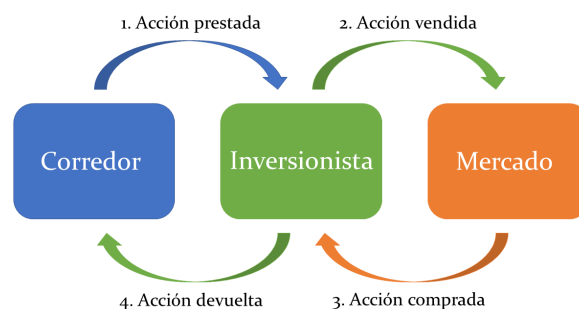 1. Acción prestada
2. Acción vendida
Corredor
Inversionista
Mercado
4. Acción devuelta
3. Acción comprada